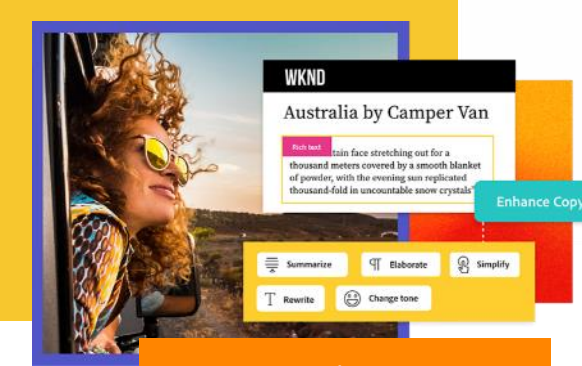 WKND
Australia by Camper Van
Rich text
tain face stretching out for a
thousand meters covered by a smooth blanket
of powder, with the evening sun replicated
thousand-fold in uncountable snow crystals"
Enhance Copy
Summarize
Elaborate
Simplify
Rewrite
Change tone